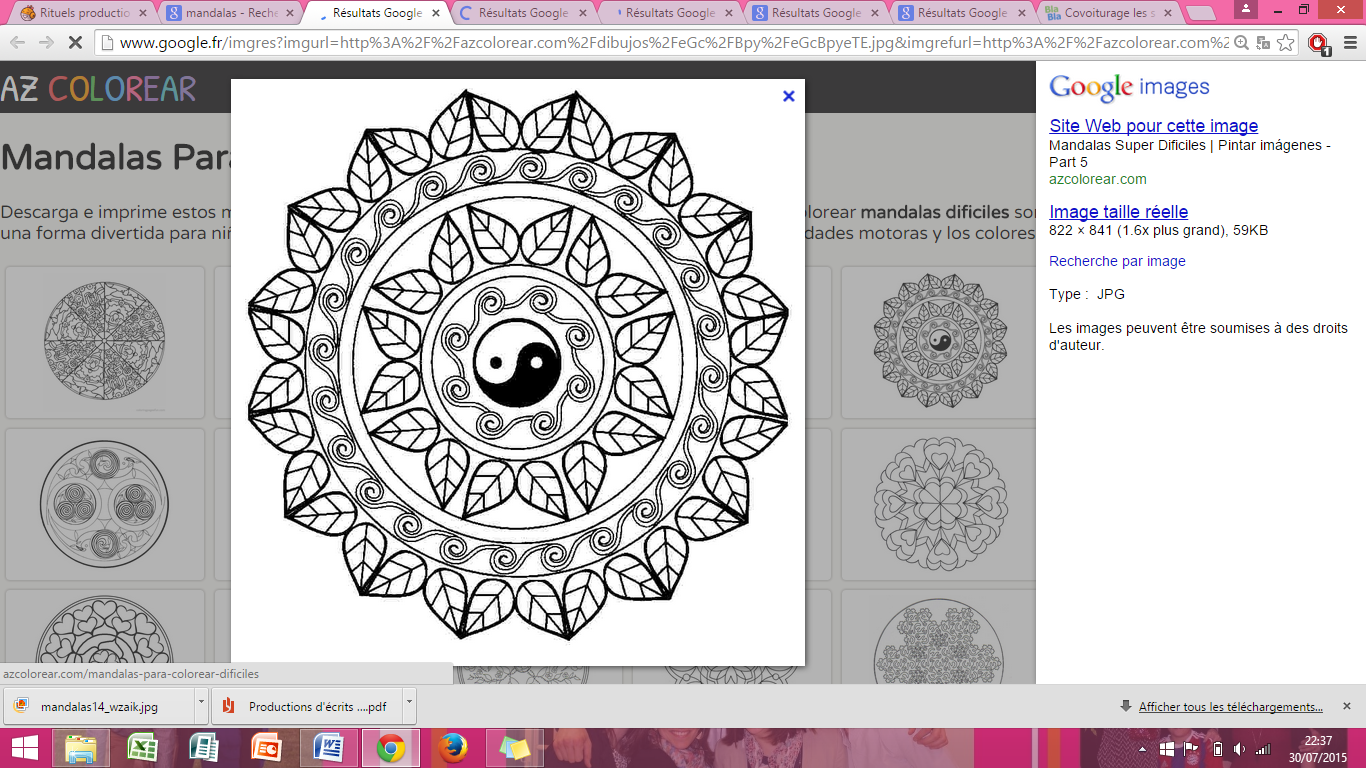 Rituels productio
mandalas - Reche
Résultats Google
Résultats Google
Résultats Google
Résultats Google
Résultats Google
Bla Bla
Covoiturage les s
www.google.fr/imgres?imgurl=http%3A%2F%2Fazcolorear.com%2Fdibujos%2FeGc%2FBpy%2FeGcBpyeTE.jpg&imgrefurl=http%3A%2F%2Fazcolorear.com%2
1
AZ COLOREAR
Mandalas Par
Descarga e imprime estos m
olorear mandalas dificiles so
una forma divertida para niñ
dades motoras y los colores
Google images
Site Web pour cette image
Mandalas Super Dificiles | Pintar imágenes -
Part 5
azcolorear.com
Image taille réelle
822 × 841 (1.6x plus grand), 59KB
Recherche par image
Type : JPG
Les images peuvent être soumises à des droits
d'auteur.
azcolorear.com/mandalas-para-colorear-dificiles
mandalas14_wzaik.jpg
Productions d'écrits ....pdf
Afficher tous les téléchargements...
22:37
30/07/2015